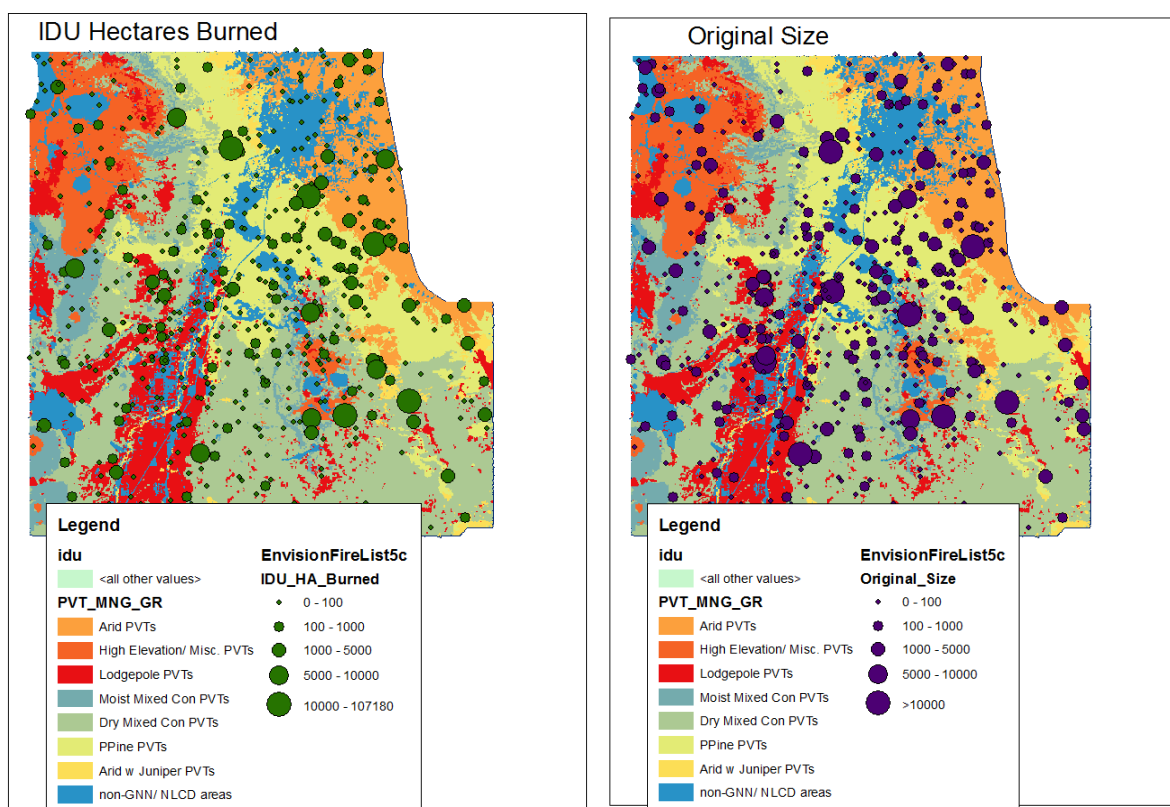 IDU Hectares Burned
Legend
idu
<all other values>
PVT_MNG_GR
Arid PVTs
High Elevation/ Misc. PVTs
Lodgepole PVTs
Moist Mixed Con PVTs
Dry Mixed Con PVTs
PPine PVTs
Arid w Juniper PVTs
non-GNN/ NLCD areas
EnvisionFireList5c
IDU_HA_Burned
0 - 100
100 - 1000
1000 - 5000
5000 - 10000
10000 - 107180
Original Size
Legend
idu
<all other values>
PVT_MNG_GR
Arid PVTs
High Elevation/ Misc. PVTs
Lodgepole PVTs
Moist Mixed Con PVTs
Dry Mixed Con PVTs
PPine PVTs
Arid w Juniper PVTs
non-GNN/ NLCD areas
EnvisionFireList5c
Original_Size
0 - 100
100 - 1000
1000 - 5000
5000 - 10000
>10000